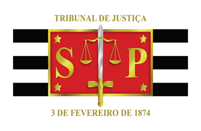 TRIBUNAL DE JUSTIÇA
S P
3 DE FEVEREIRO DE 1874